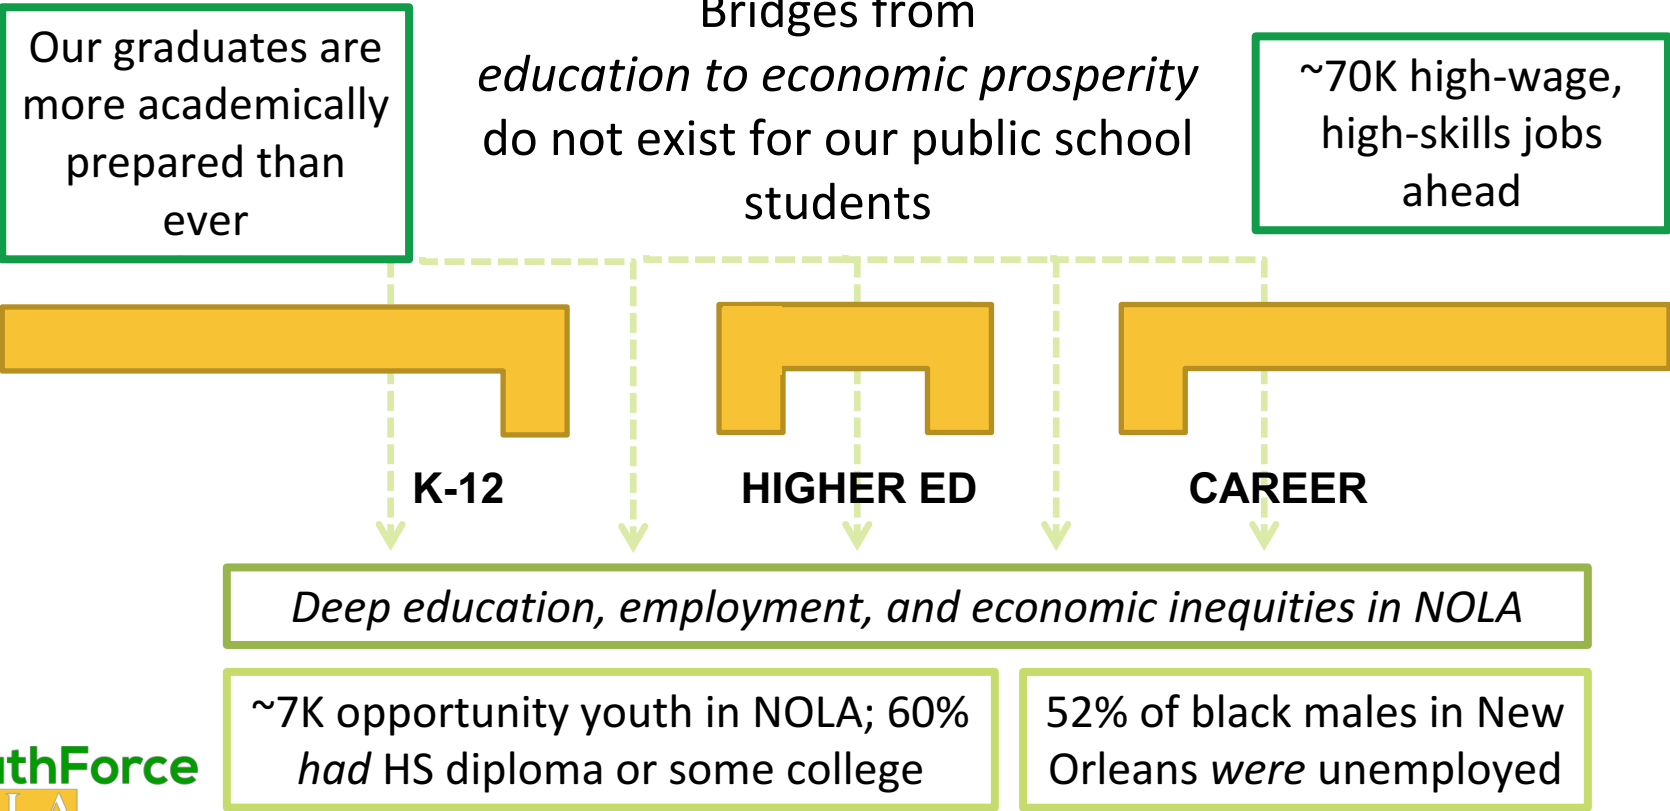 Our graduates are
more academically
prepared than
ever
Bridges from
education to economic prosperity
do not exist for our public school
students
~70K high-wage,
high-skills jobs
ahead
K-12
HIGHER ED
CAREER
Deep education, employment, and economic inequities in NOLA
~7K opportunity youth in NOLA; 60%
had HS diploma or some college
52% of black males in New
Orleans were unemployed
uthForce
LA